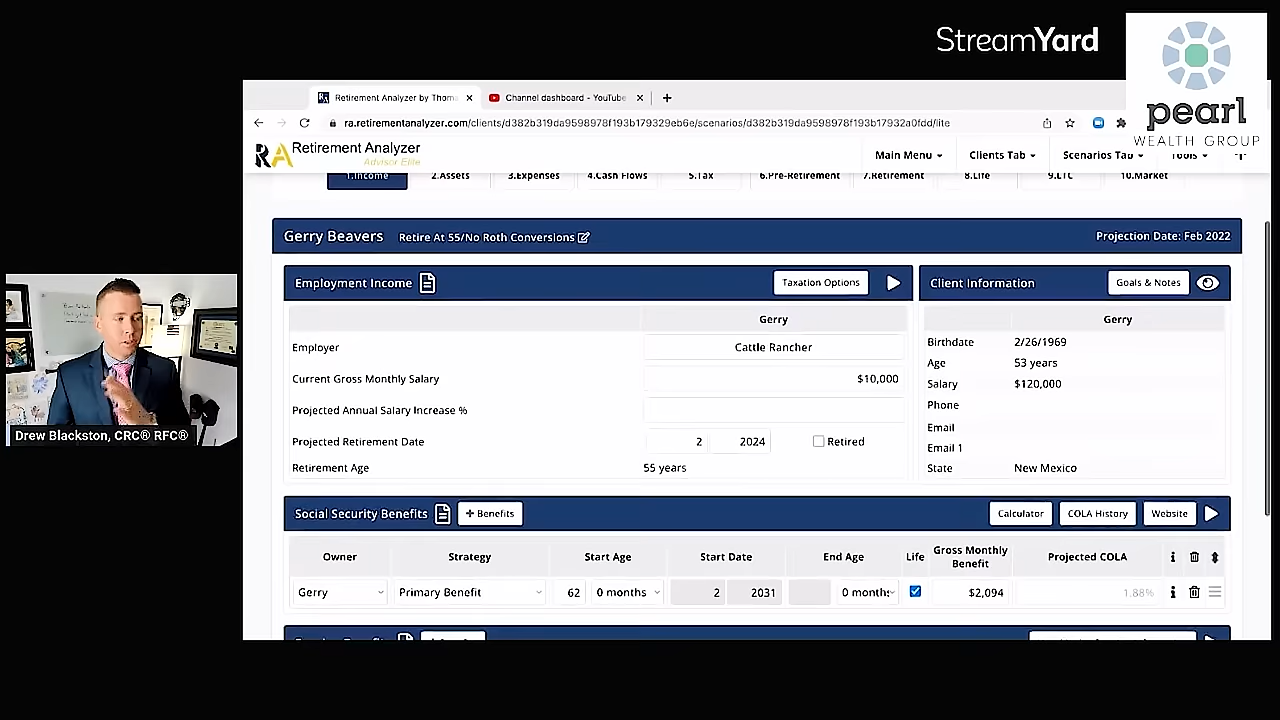 StreamYard
pearl
WEALTH GROUP
Retirement Analyzer by Thom
Channel dashboard - YouTube
ra.retirementanalyzer.com/clients/d382b319da9598978f193b179329eb6e/scenarios/d382b319da9598978f193b17932a0fdd/lite
RA Retirement Analyzer
Advisor Elite
Main Menu
Clients Tab
Scenarios Tab
Tools
1.Income 2.Assets 3.Expenses 4.Cash Flows 5.Tax 6.Pre-Retirement 7.Retirement 8.Life 9.LTC 10.Market
Gerry Beavers Retire At 55/No Roth Conversions Projection Date: Feb 2022
Employment Income Taxation Options
Gerry
Employer Cattle Rancher
Current Gross Monthly Salary $10,000
Projected Annual Salary Increase %
Projected Retirement Date 2 2024 Retired
Retirement Age 55 years
Client Information Goals & Notes
Gerry
Birthdate 2/26/1969
Age 53 years
Salary $120,000
Phone
Email
Email 1
State New Mexico
Drew Blackston, CRC® RFC®
Social Security Benefits + Benefits Calculator COLA History Website
Owner Strategy Start Age Start Date End Age Life Gross Monthly Benefit Projected COLA
Gerry Primary Benefit 62 0 months 2 2031 0 months $2,094 1.88%